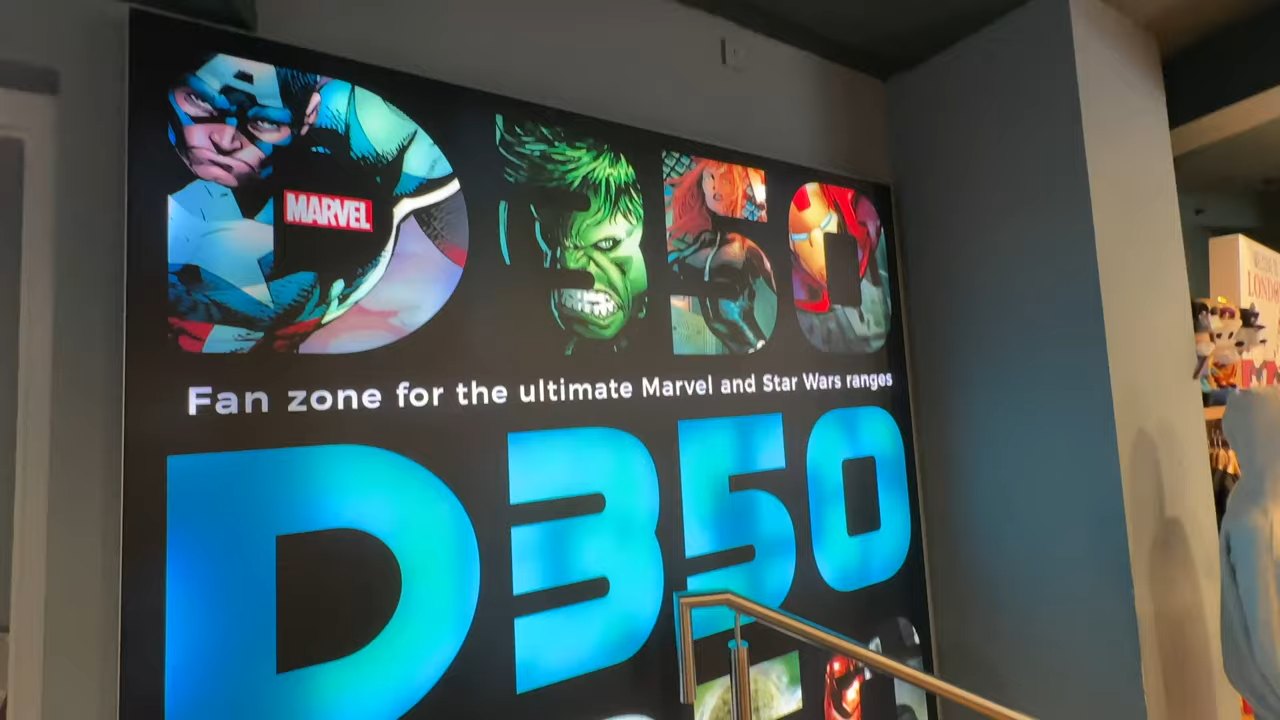 D350
MARVEL
Fan zone for the ultimate Marvel and Star Wars ranges
D350